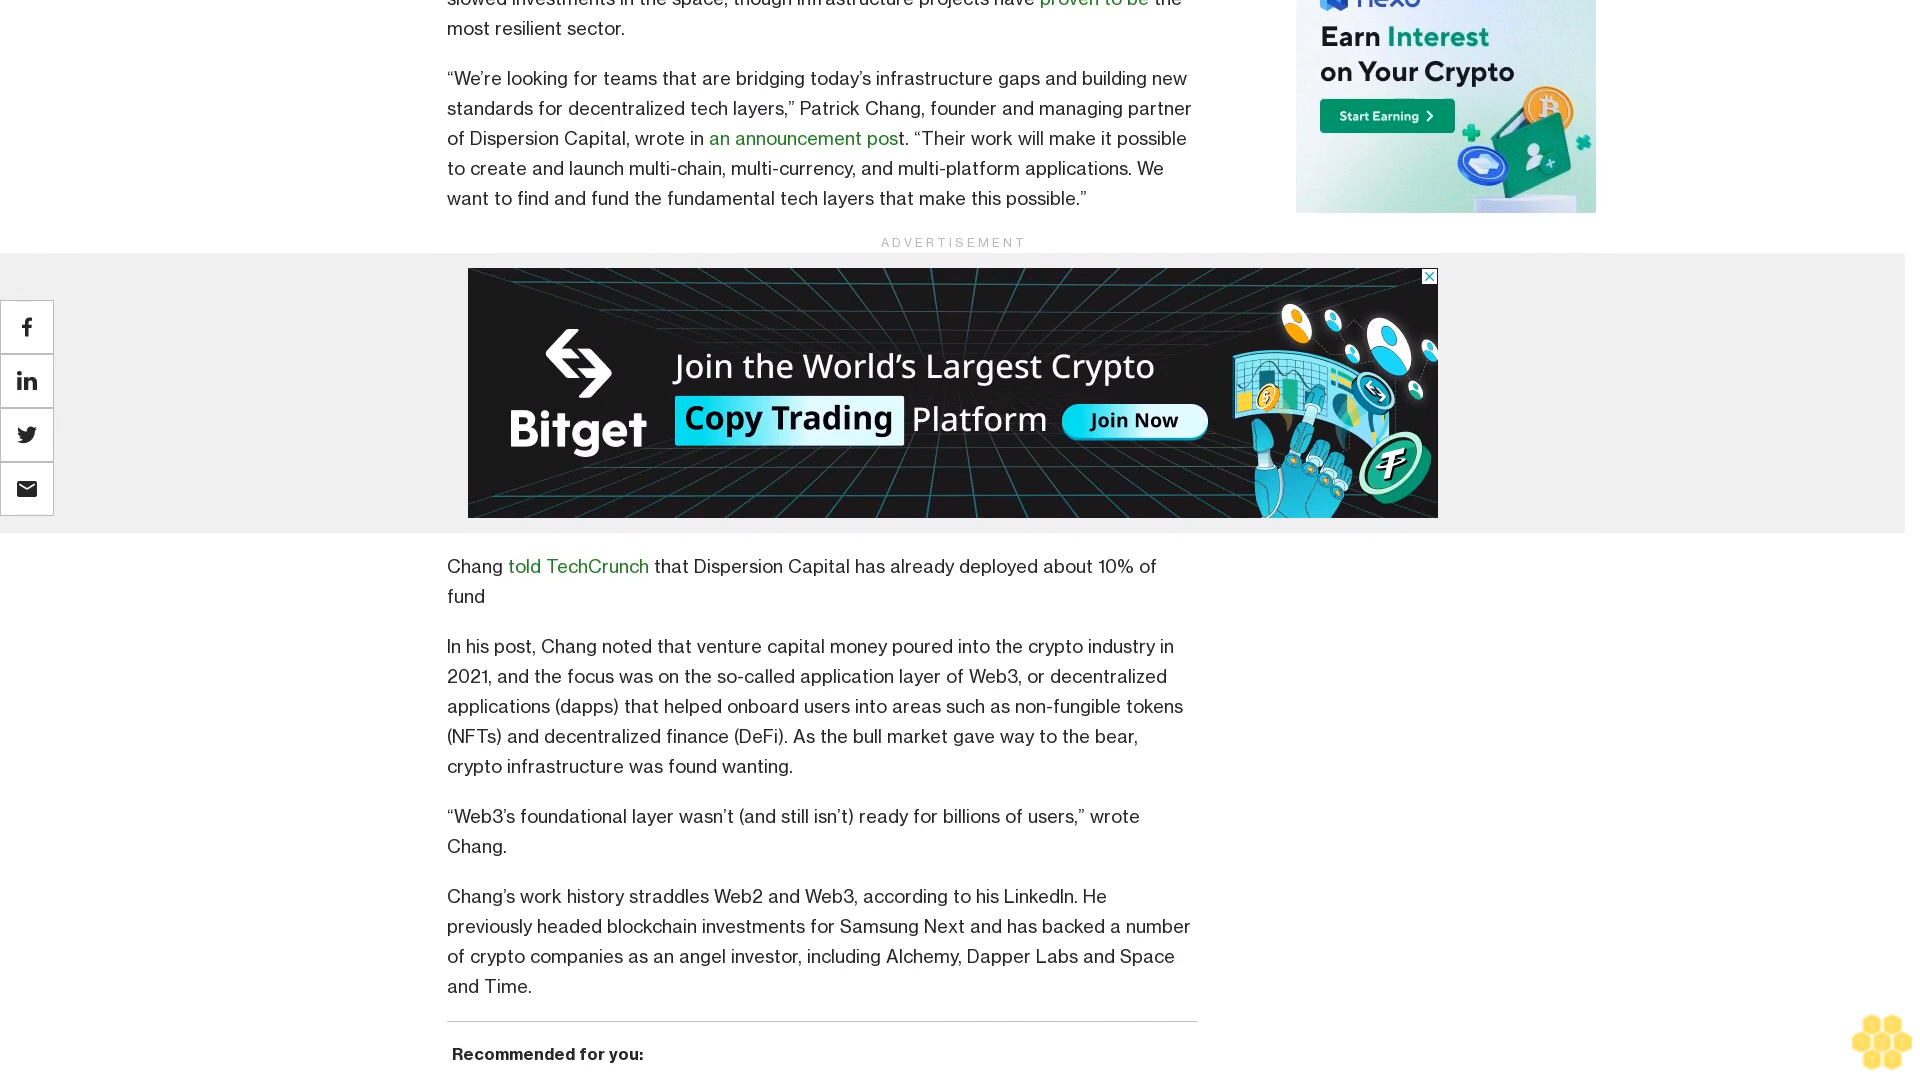 slowed investments in the space, though infrastructure projects have proven to be the
most resilient sector.
“We’re looking for teams that are bridging today’s infrastructure gaps and building new
standards for decentralized tech layers,” Patrick Chang, founder and managing partner
of Dispersion Capital, wrote in an announcement post. “Their work will make it possible
to create and launch multi-chain, multi-currency, and multi-platform applications. We
want to find and fund the fundamental tech layers that make this possible.”
nexo
Earn Interest
on Your Crypto
Start Earning
ADVERTISEMENT
Bitget
Join the World’s Largest Crypto
Copy Trading Platform Join Now
Chang told TechCrunch that Dispersion Capital has already deployed about 10% of
fund
In his post, Chang noted that venture capital money poured into the crypto industry in
2021, and the focus was on the so-called application layer of Web3, or decentralized
applications (dapps) that helped onboard users into areas such as non-fungible tokens
(NFTs) and decentralized finance (DeFi). As the bull market gave way to the bear,
crypto infrastructure was found wanting.
“Web3’s foundational layer wasn’t (and still isn’t) ready for billions of users,” wrote
Chang.
Chang’s work history straddles Web2 and Web3, according to his LinkedIn. He
previously headed blockchain investments for Samsung Next and has backed a number
of crypto companies as an angel investor, including Alchemy, Dapper Labs and Space
and Time.
Recommended for you: